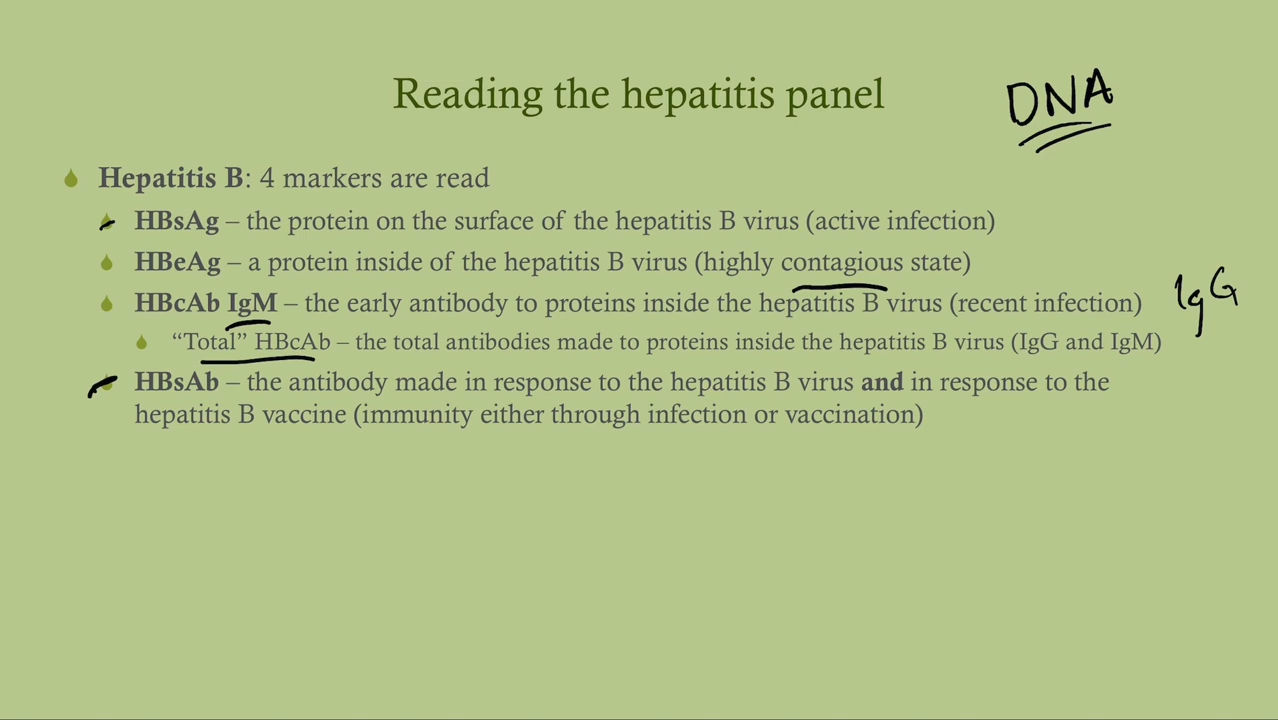 Reading the hepatitis panel
DNA
Hepatitis B: 4 markers are read
HBsAg – the protein on the surface of the hepatitis B virus (active infection)
HBeAg – a protein inside of the hepatitis B virus (highly contagious state)
HBcAb IgM – the early antibody to proteins inside the hepatitis B virus (recent infection)
IgG
“Total” HBcAb – the total antibodies made to proteins inside the hepatitis B virus (IgG and IgM)
HBsAb – the antibody made in response to the hepatitis B virus and in response to the
hepatitis B vaccine (immunity either through infection or vaccination)